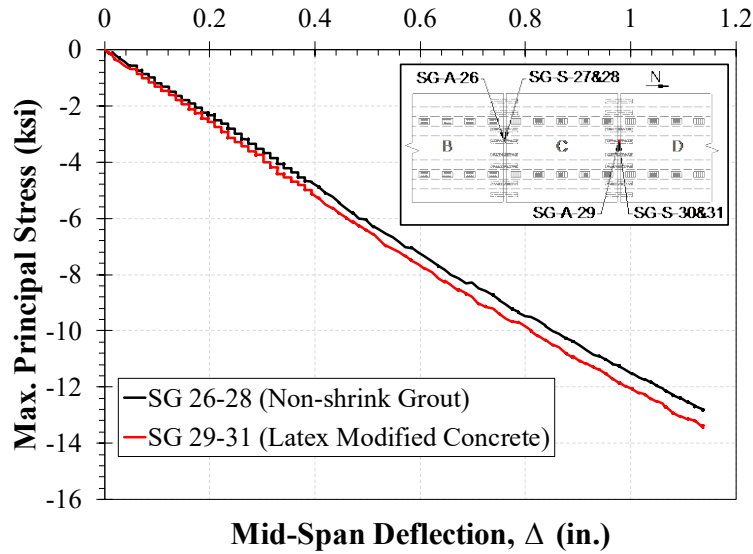 0 0.2 0.4 0.6 0.8 1 1.2
0
-2
-4
-6
-8
-10
-12
-14
-16
Max. Principal Stress (ksi)
SG-A-26 SG-S-27&28 N
B C D
SG-A-29 SG-S-30&31
SG 26-28 (Non-shrink Grout)
SG 29-31 (Latex Modified Concrete)
Mid-Span Deflection, Δ (in.)